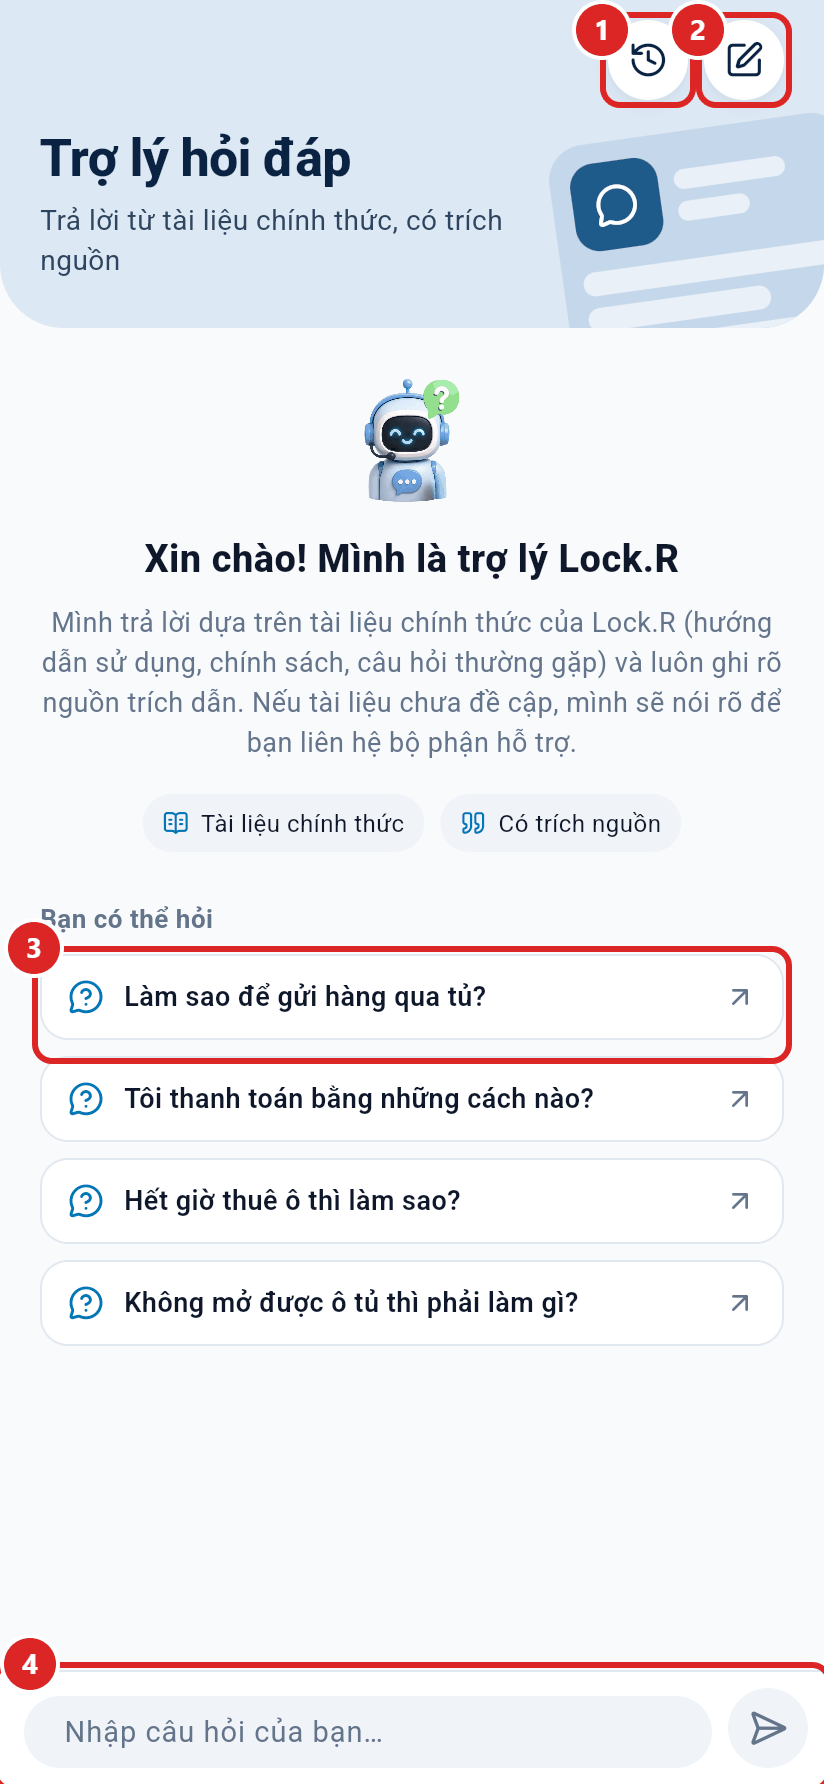 1
2
Trợ lý hỏi đáp
Trả lời từ tài liệu chính thức, có trích
nguồn
?
Xin chào! Mình là trợ lý Lock.R
Mình trả lời dựa trên tài liệu chính thức của Lock.R (hướng
dẫn sử dụng, chính sách, câu hỏi thường gặp) và luôn ghi rõ
nguồn trích dẫn. Nếu tài liệu chưa đề cập, mình sẽ nói rõ để
bạn liên hệ bộ phận hỗ trợ.
Tài liệu chính thức
Có trích nguồn
Bạn có thể hỏi
3
Làm sao để gửi hàng qua tủ?
Tôi thanh toán bằng những cách nào?
Hết giờ thuê ô thì làm sao?
Không mở được ô tủ thì phải làm gì?
4
Nhập câu hỏi của bạn…